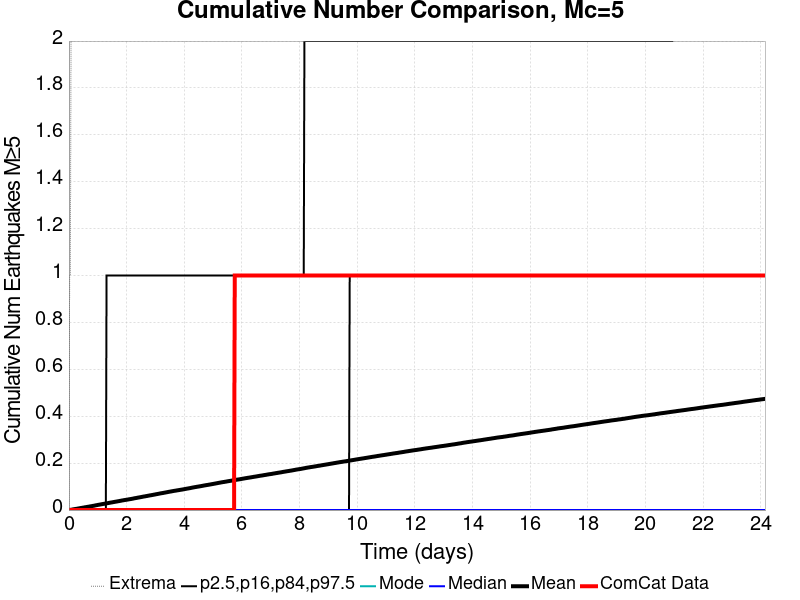 Cumulative Number Comparison, Mc=5
Cumulative Num Earthquakes M≥5
2
1.8
1.6
1.4
1.2
1
0.8
0.6
0.4
0.2
0
0 2 4 6 8 10 12 14 16 18 20 22 24
Time (days)
Extrema p2.5,p16,p84,p97.5 Mode Median Mean ComCat Data